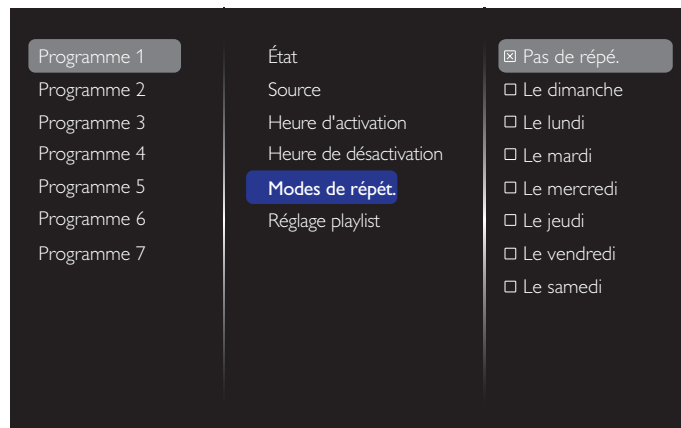 Programme 1
Programme 2
Programme 3
Programme 4
Programme 5
Programme 6
Programme 7
État
Source
Heure d'activation
Heure de désactivation
Modes de répét.
Réglage playlist
Pas de répé.
Le dimanche
Le lundi
Le mardi
Le mercredi
Le jeudi
Le vendredi
Le samedi